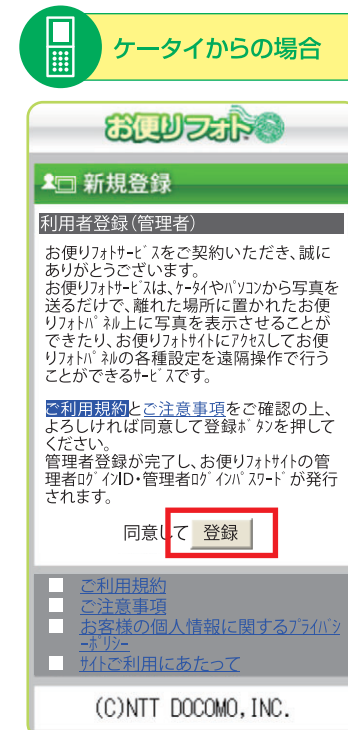 ケータイからの場合
お便りフォト
新規登録
利用者登録(管理者)
お便りﾌｫﾄｻｰﾋﾞｽをご契約いただき、誠に
ありがとうございます。
お便りﾌｫﾄｻｰﾋﾞｽは、ｹｰﾀｲやﾊﾟｿｺﾝから写真を
送るだけで、離れた場所に置かれたお便
りﾌｫﾄﾊﾟﾈﾙ上に写真を表示させることが
できたり、お便りﾌｫﾄｻｲﾄにｱｸｾｽしてお便
りﾌｫﾄﾊﾟﾈﾙの各種設定を遠隔操作で行う
ことができるｻｰﾋﾞｽです。
ご利用規約とご注意事項をご確認の上、
よろしければ同意して登録ﾎﾞﾀﾝを押して
ください。
管理者登録が完了し、お便りﾌｫﾄｻｲﾄの管
理者ﾛｸﾞｲﾝID・管理者ﾛｸﾞｲﾝﾊﾟｽﾜｰﾄﾞが発行
されます。
同意して 登録
ご利用規約
ご注意事項
お客様の個人情報に関するﾌﾟﾗｲﾊﾞｼ
ｰﾎﾟﾘｼｰ
ｻｲﾄご利用にあたって
(C)NTT DOCOMO,INC.